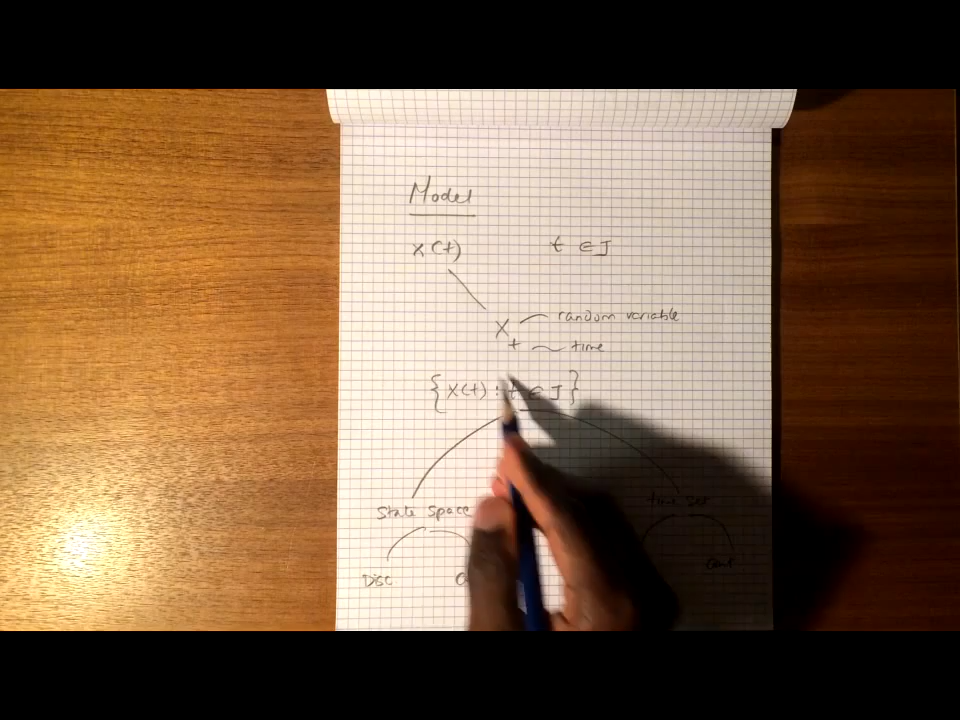 Model
X(t) t ∈ J
X random variable
t time
{X(t) : t ∈ J}
State Space time set
Disc Cont